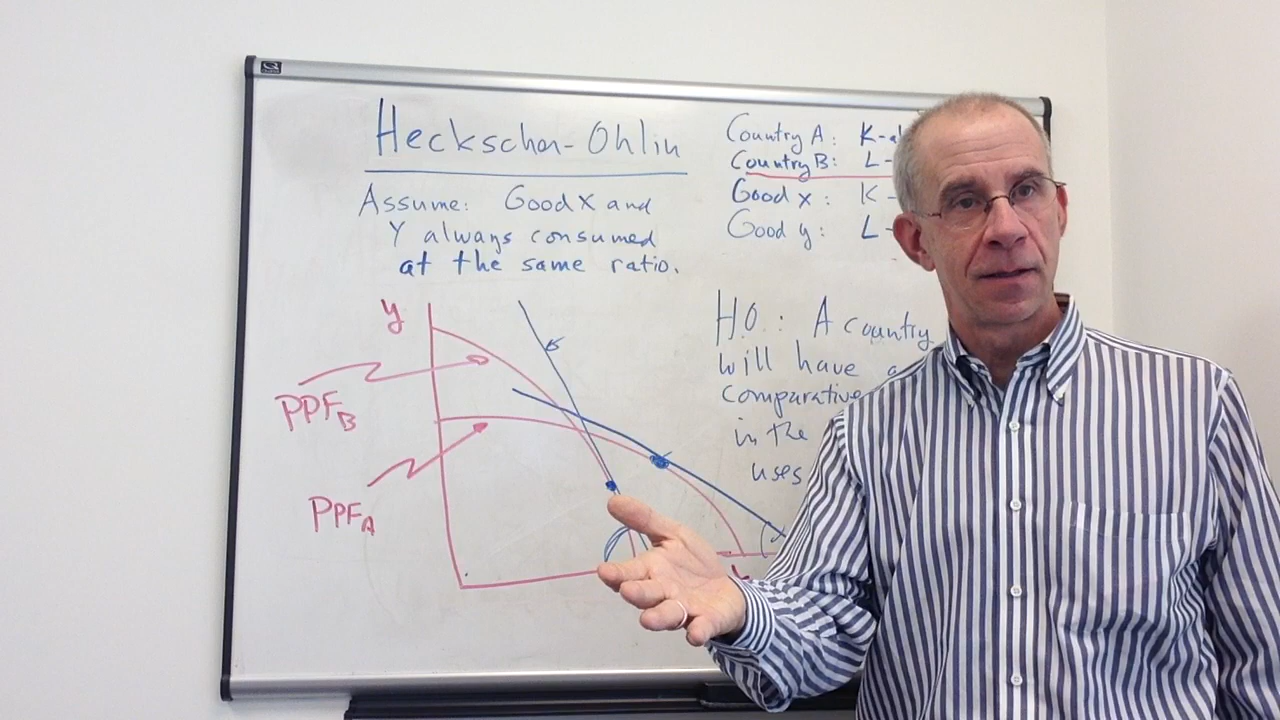 Heckscher-Ohlin
Assume: Good X and
Y always consumed
at the same ratio.
Country A: K-a
Country B: L-
Good x: K-
Good y: L-
H.O.: A country
will have a
comparative
in the
uses
y
PPF_B
PPF_A